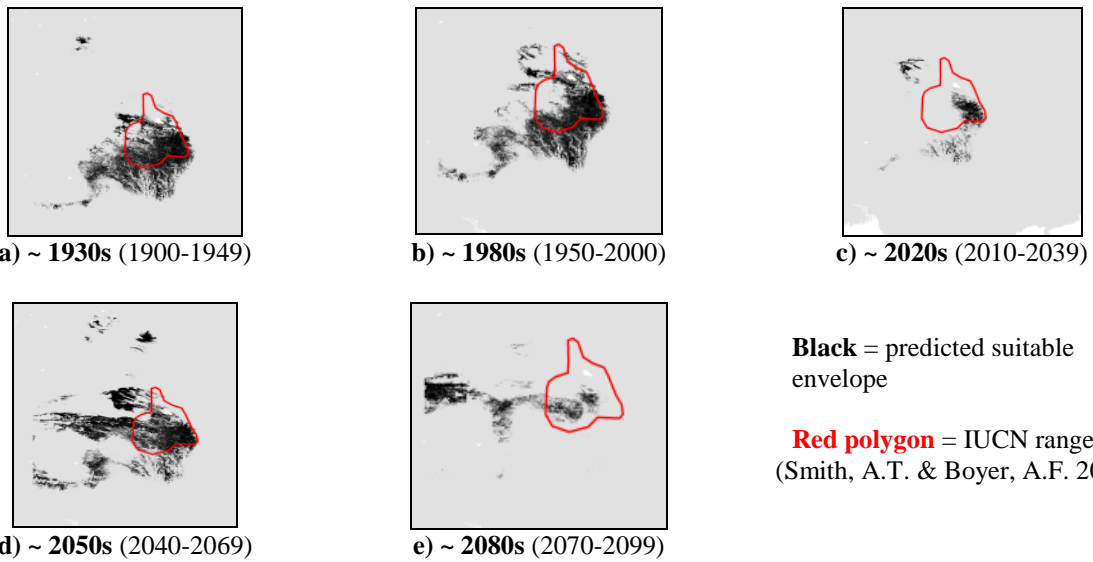 a) ~ 1930s (1900-1949)
b) ~ 1980s (1950-2000)
c) ~ 2020s (2010-2039)
d) ~ 2050s (2040-2069)
e) ~ 2080s (2070-2099)
Black = predicted suitable
envelope
Red polygon = IUCN range
(Smith, A.T. & Boyer, A.F. 20